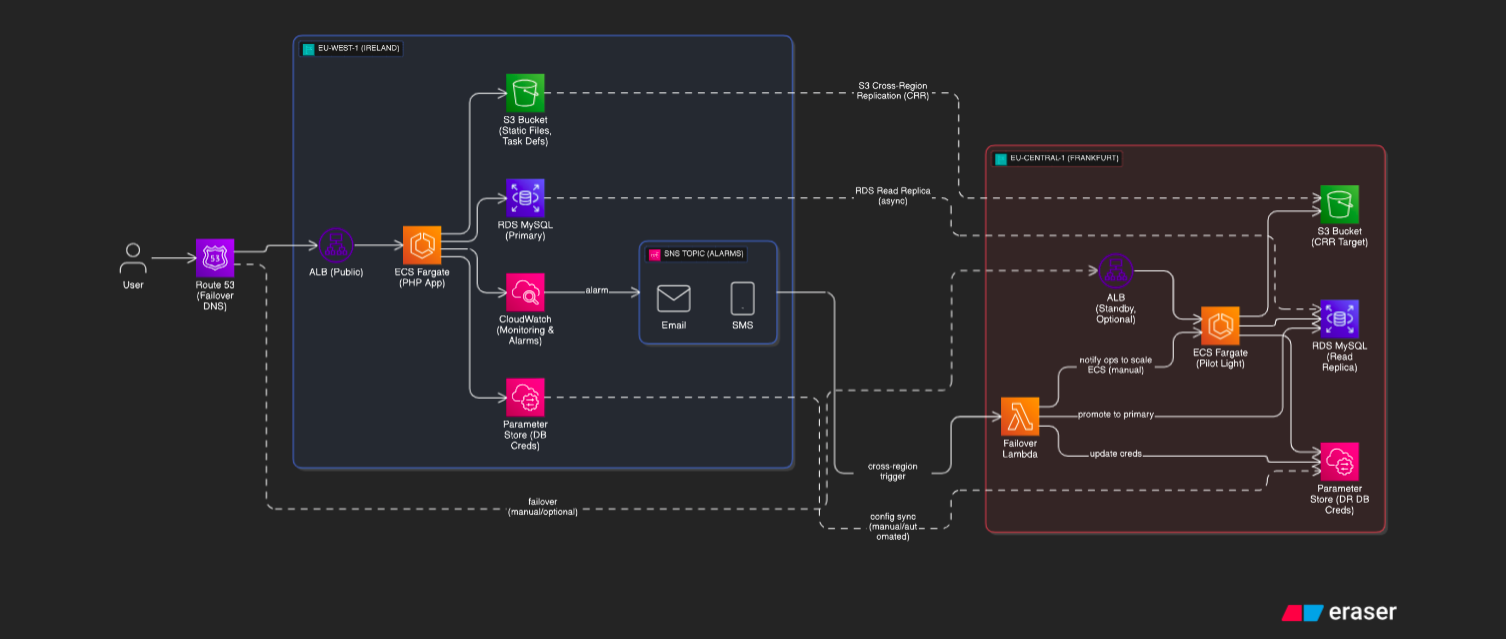 EU-WEST-1 (IRELAND)
S3 Bucket
(Static Files,
Task Defs)
S3 Cross-Region
Replication (CRR)
EU-CENTRAL-1 (FRANKFURT)
RDS MySQL
(Primary)
RDS Read Replica
(async)
S3 Bucket
(CRR Target)
User
53
Route 53
(Failover
DNS)
ALB (Public)
ECS Fargate
(PHP App)
SNS TOPIC (ALARMS)
CloudWatch
(Monitoring &
Alarms)
alarm
Email
SMS
ALB
(Standby,
Optional)
ECS Fargate
(Pilot Light)
RDS MySQL
(Read
Replica)
notify ops to scale
ECS (manual)
promote to primary
Failover
Lambda
update creds
Parameter
Store (DB
Creds)
cross-region
trigger
Parameter
Store (DR DB
Creds)
failover
(manual/optional)
config sync
(manual/aut
omated)
eraser